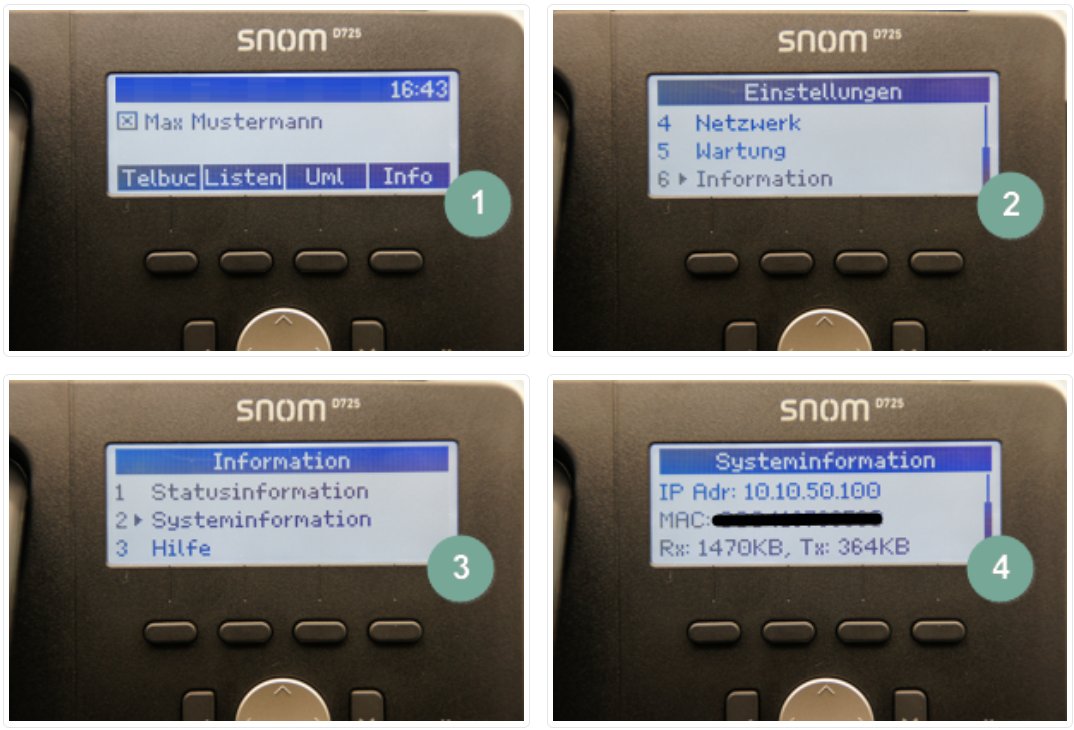 snom D725
16:43
Max Mustermann
Telbuc Listen Uml Info
1
snom D725
Einstellungen
4 Netzwerk
5 Wartung
6 Information
2
snom D725
Information
1 Statusinformation
2 Systeminformation
3 Hilfe
3
snom D725
Systeminformation
IP Adr: 10.10.50.100
MAC:
Rx: 1470KB, Tx: 364KB
4